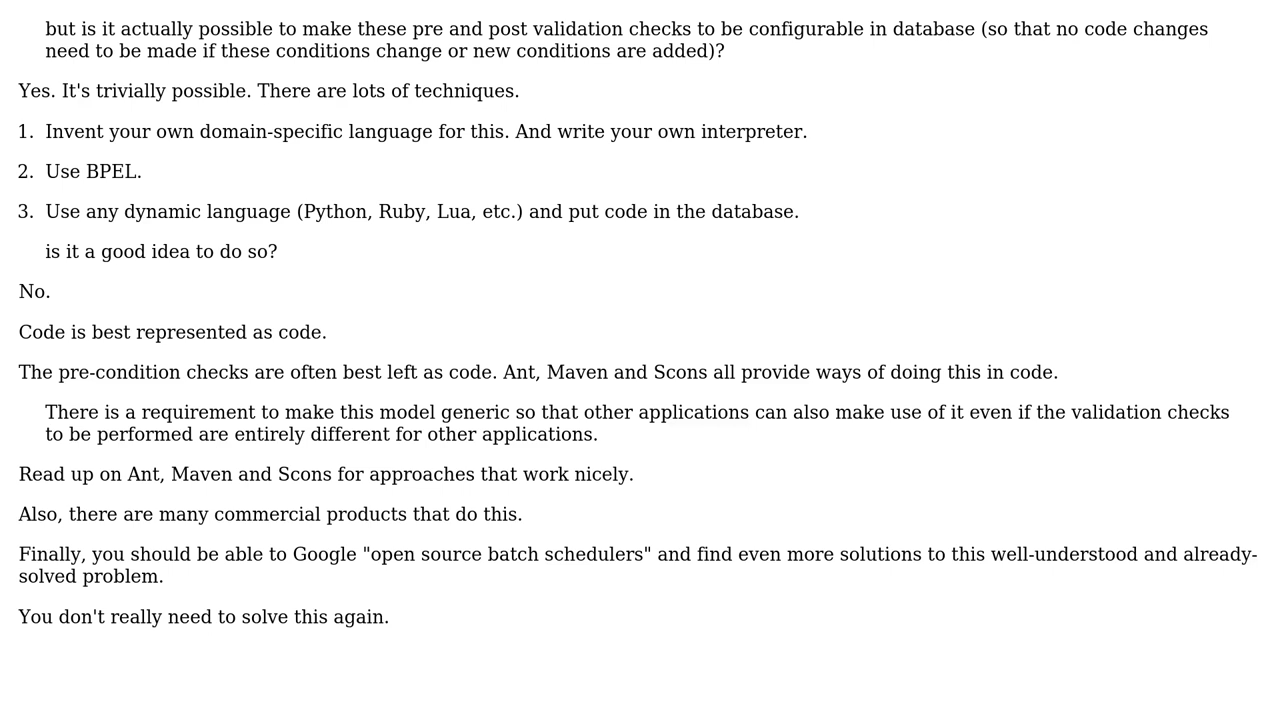 but is it actually possible to make these pre and post validation checks to be configurable in database (so that no code changes
need to be made if these conditions change or new conditions are added)?
Yes. It's trivially possible. There are lots of techniques.
1. Invent your own domain-specific language for this. And write your own interpreter.
2. Use BPEL.
3. Use any dynamic language (Python, Ruby, Lua, etc.) and put code in the database.
is it a good idea to do so?
No.
Code is best represented as code.
The pre-condition checks are often best left as code. Ant, Maven and Scons all provide ways of doing this in code.
There is a requirement to make this model generic so that other applications can also make use of it even if the validation checks
to be performed are entirely different for other applications.
Read up on Ant, Maven and Scons for approaches that work nicely.
Also, there are many commercial products that do this.
Finally, you should be able to Google "open source batch schedulers" and find even more solutions to this well-understood and already-
solved problem.
You don't really need to solve this again.